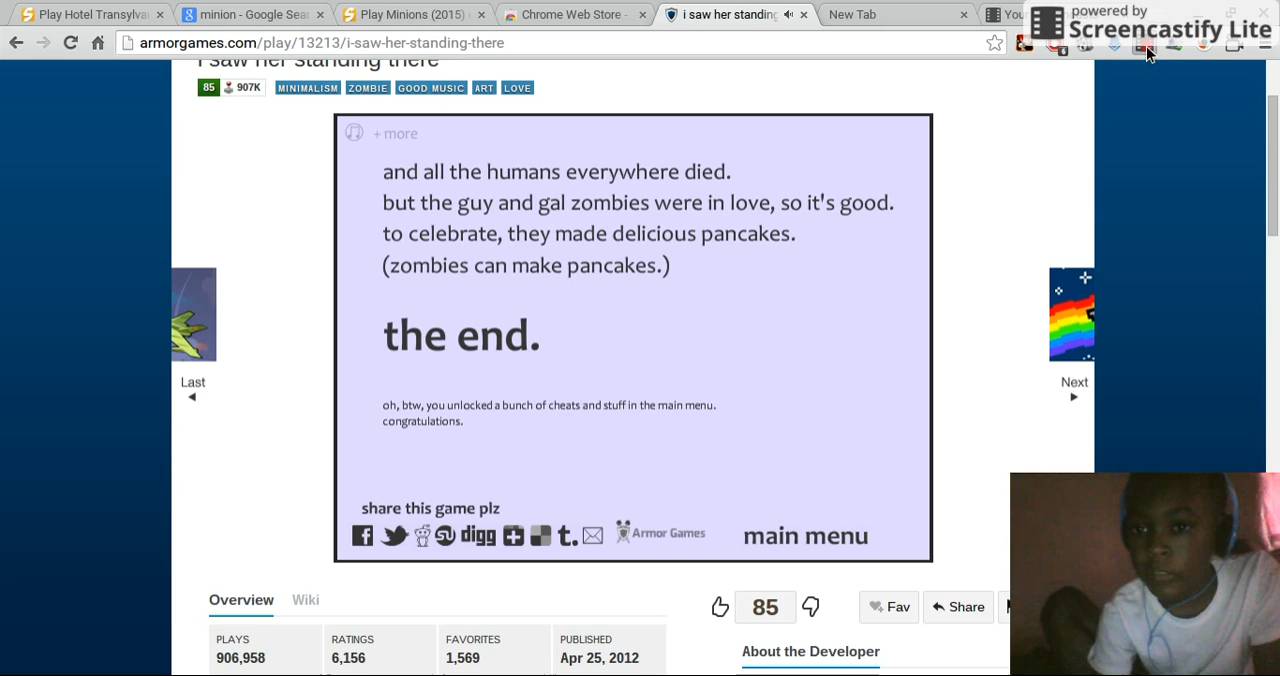 Play Hotel Transylva
minion - Google Sea
Play Minions (2015)
Chrome Web Store -
i saw her standing
New Tab
You
powered by
Screencastify Lite
armorgames.com/play/13213/i-saw-her-standing-there
i saw her standing there
85 907K MINIMALISM ZOMBIE GOOD MUSIC ART LOVE
+ more
and all the humans everywhere died.
but the guy and gal zombies were in love, so it's good.
to celebrate, they made delicious pancakes.
(zombies can make pancakes.)
the end.
Last
Next
oh, btw, you unlocked a bunch of cheats and stuff in the main menu.
congratulations.
share this game plz
digg t. Armor Games main menu
Overview Wiki
85 Fav Share
PLAYS RATINGS FAVORITES PUBLISHED
906,958 6,156 1,569 Apr 25, 2012
About the Developer